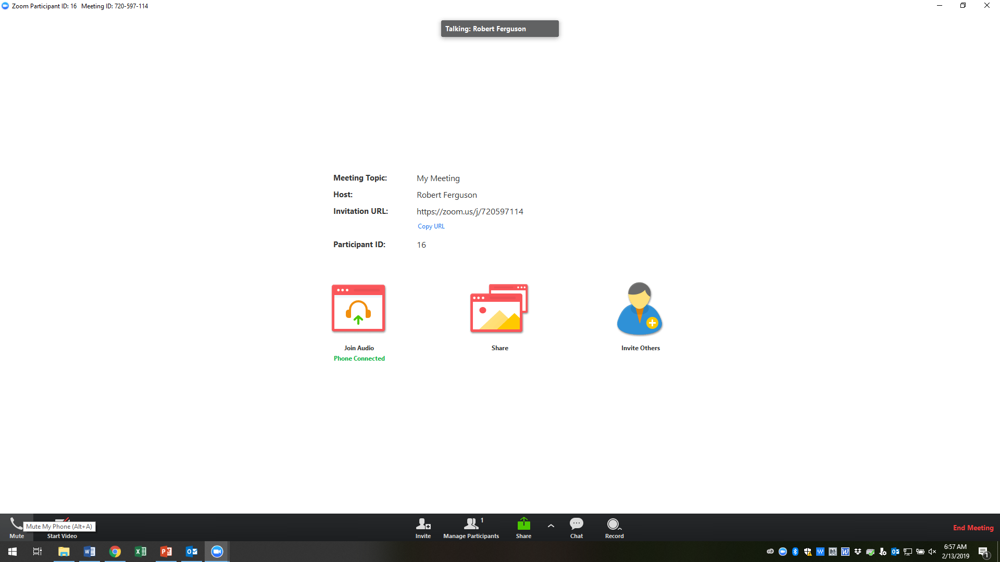 Zoom Participant ID: 16 Meeting ID: 720-597-114
Talking: Robert Ferguson
Meeting Topic: My Meeting
Host: Robert Ferguson
Invitation URL: https://zoom.us/j/720597114
Copy URL
Participant ID: 16
Join Audio Share Invite Others
Phone Connected
Mute My Phone (Alt+A)
1
Mute Start Video Invite Manage Participants Share Chat Record End Meeting
6:57 AM
2/13/2019
1